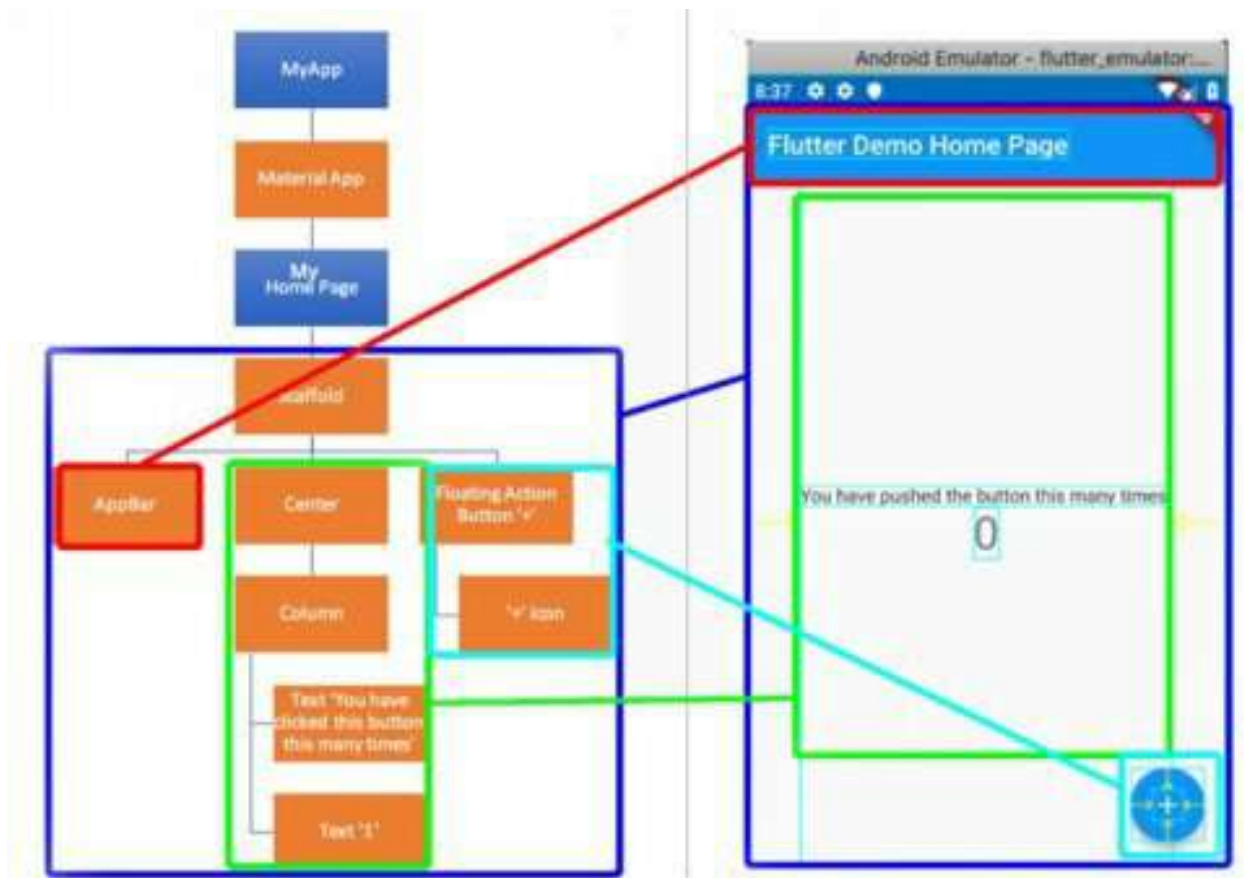 MyApp
Material App
My
Home Page
Scaffold
AppBar
Center
Floating Action
Button '+'
Column
'+' Icon
Text 'You have
clicked this button
this many times'
Text '1'
Android Emulator - flutter_emulator:...
8:37
Flutter Demo Home Page
You have pushed the button this many times
0